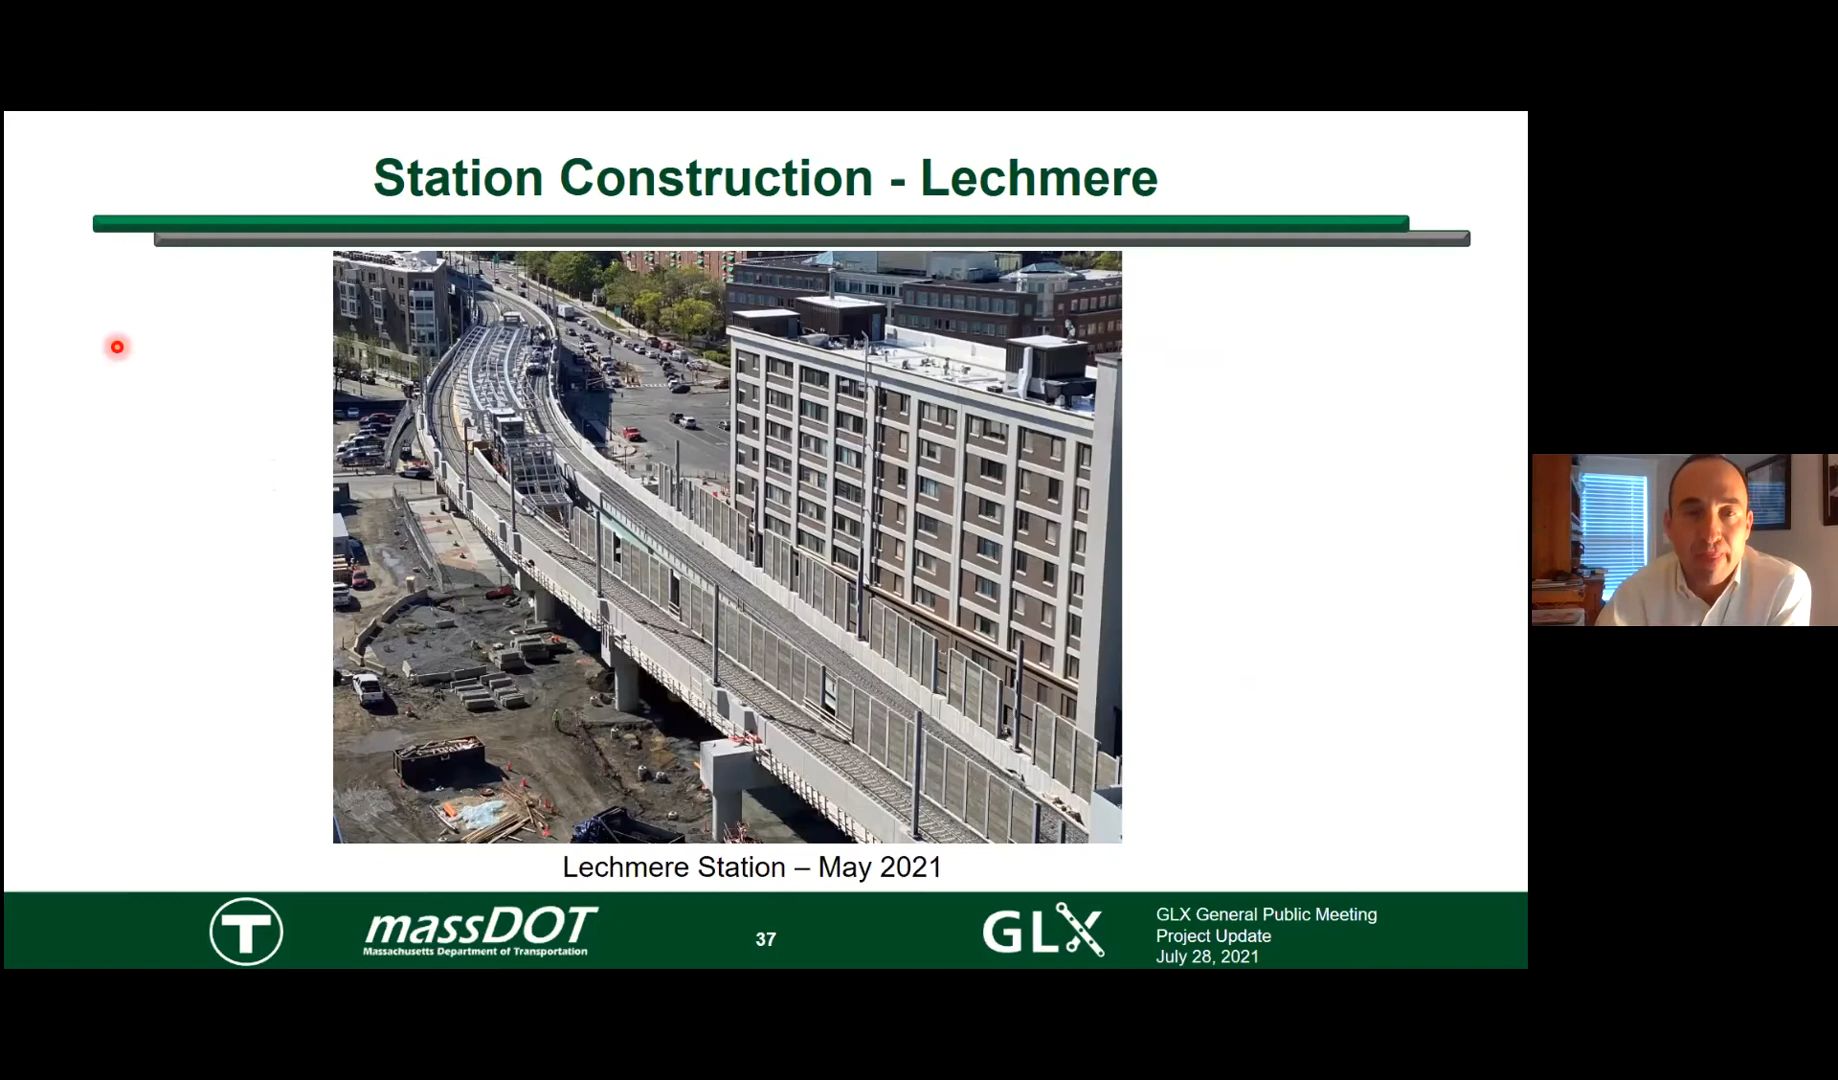 Station Construction - Lechmere
Lechmere Station – May 2021
T
massDOT
Massachusetts Department of Transportation
37
GLX
GLX General Public Meeting
Project Update
July 28, 2021